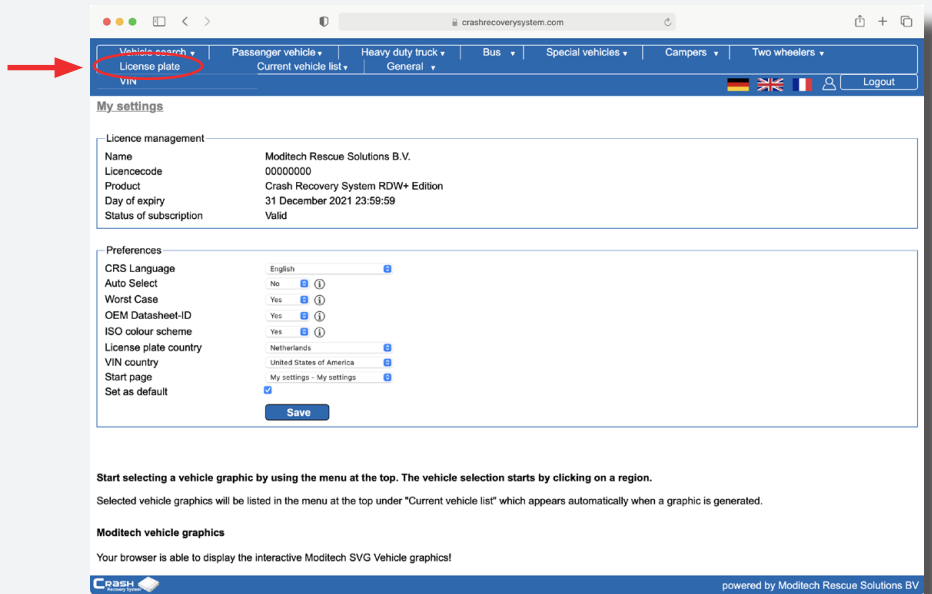 crashrecoverysystem.com
Vehicle search Passenger vehicle Heavy duty truck Bus Special vehicles Campers Two wheelers
License plate Current vehicle list General
VIN
Logout
My settings
Licence management
Name Moditech Rescue Solutions B.V.
Licencecode 00000000
Product Crash Recovery System RDW+ Edition
Day of expiry 31 December 2021 23:59:59
Status of subscription Valid
Preferences
CRS Language English
Auto Select No
Worst Case Yes
OEM Datasheet-ID Yes
ISO colour scheme Yes
License plate country Netherlands
VIN country United States of America
Start page My settings - My settings
Set as default
Save
Start selecting a vehicle graphic by using the menu at the top. The vehicle selection starts by clicking on a region.
Selected vehicle graphics will be listed in the menu at the top under "Current vehicle list" which appears automatically when a graphic is generated.
Moditech vehicle graphics
Your browser is able to display the interactive Moditech SVG Vehicle graphics!
Crash
Recovery System
powered by Moditech Rescue Solutions BV